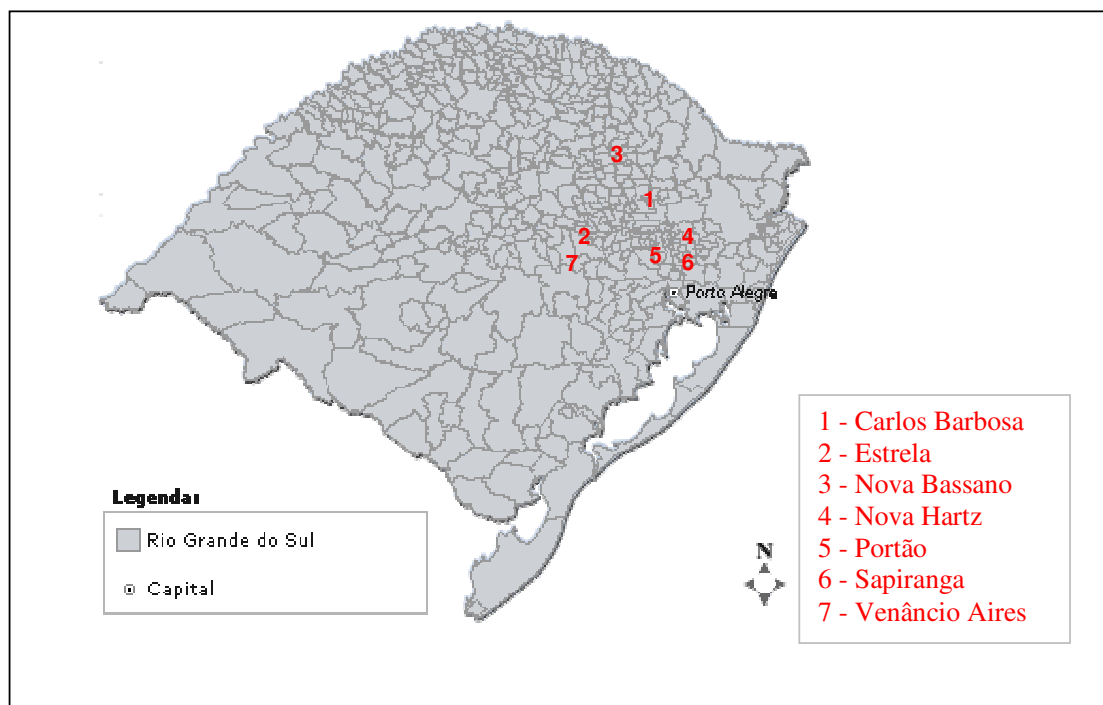 3
1
2
4
5
7
6
Porto Alegre
1 - Carlos Barbosa
2 - Estrela
3 - Nova Bassano
4 - Nova Hartz
5 - Portão
6 - Sapiranga
7 - Venâncio Aires
Legenda:
Rio Grande do Sul
Capital
N